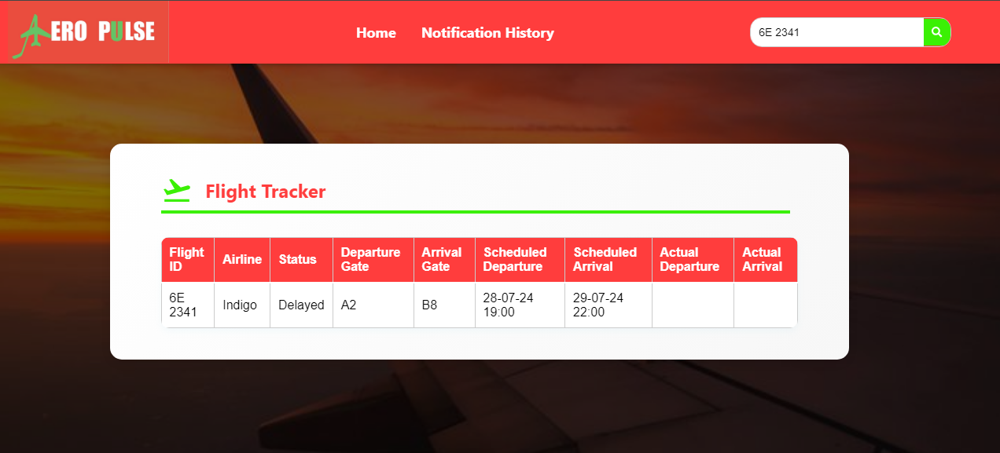 AERO PULSE
Home
Notification History
6E 2341
Flight Tracker
Flight
ID
Airline
Status
Departure
Gate
Arrival
Gate
Scheduled
Departure
Scheduled
Arrival
Actual
Departure
Actual
Arrival
6E
2341
Indigo
Delayed
A2
B8
28-07-24
19:00
29-07-24
22:00